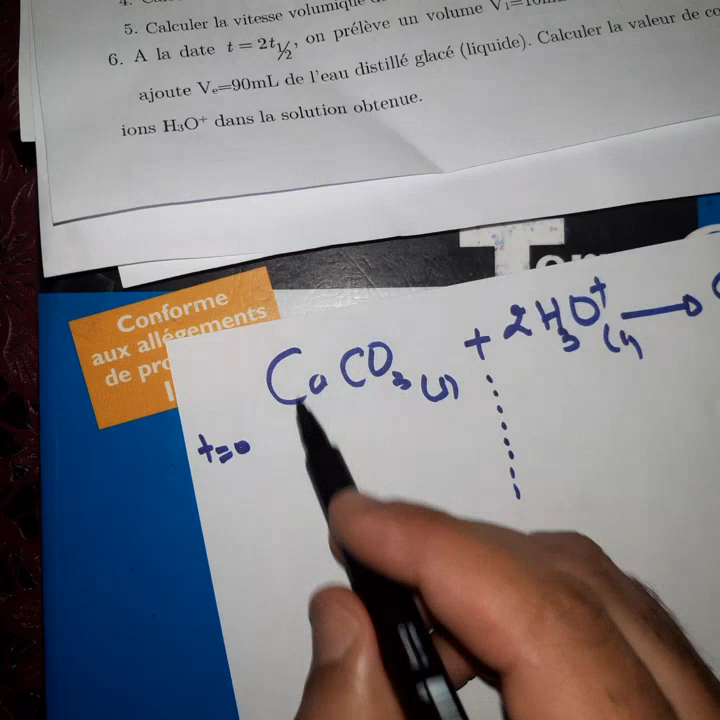 5. Calculer la vitesse volumique
6. A la date t = 2t½, on prélève un volume V₁=10mL
ajoute Vₑ=90mL de l'eau distillé glacé (liquide). Calculer la valeur de
ions H₃O⁺ dans la solution obtenue.
Conforme
aux allégements
de
CaCO₃(s) + 2H₃O⁺(l) →
t=0